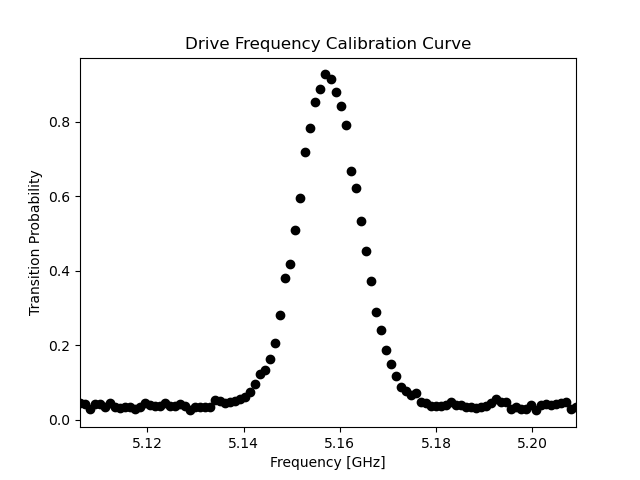 Drive Frequency Calibration Curve
Transition Probability
0.8
0.6
0.4
0.2
0.0
5.12 5.14 5.16 5.18 5.20
Frequency [GHz]